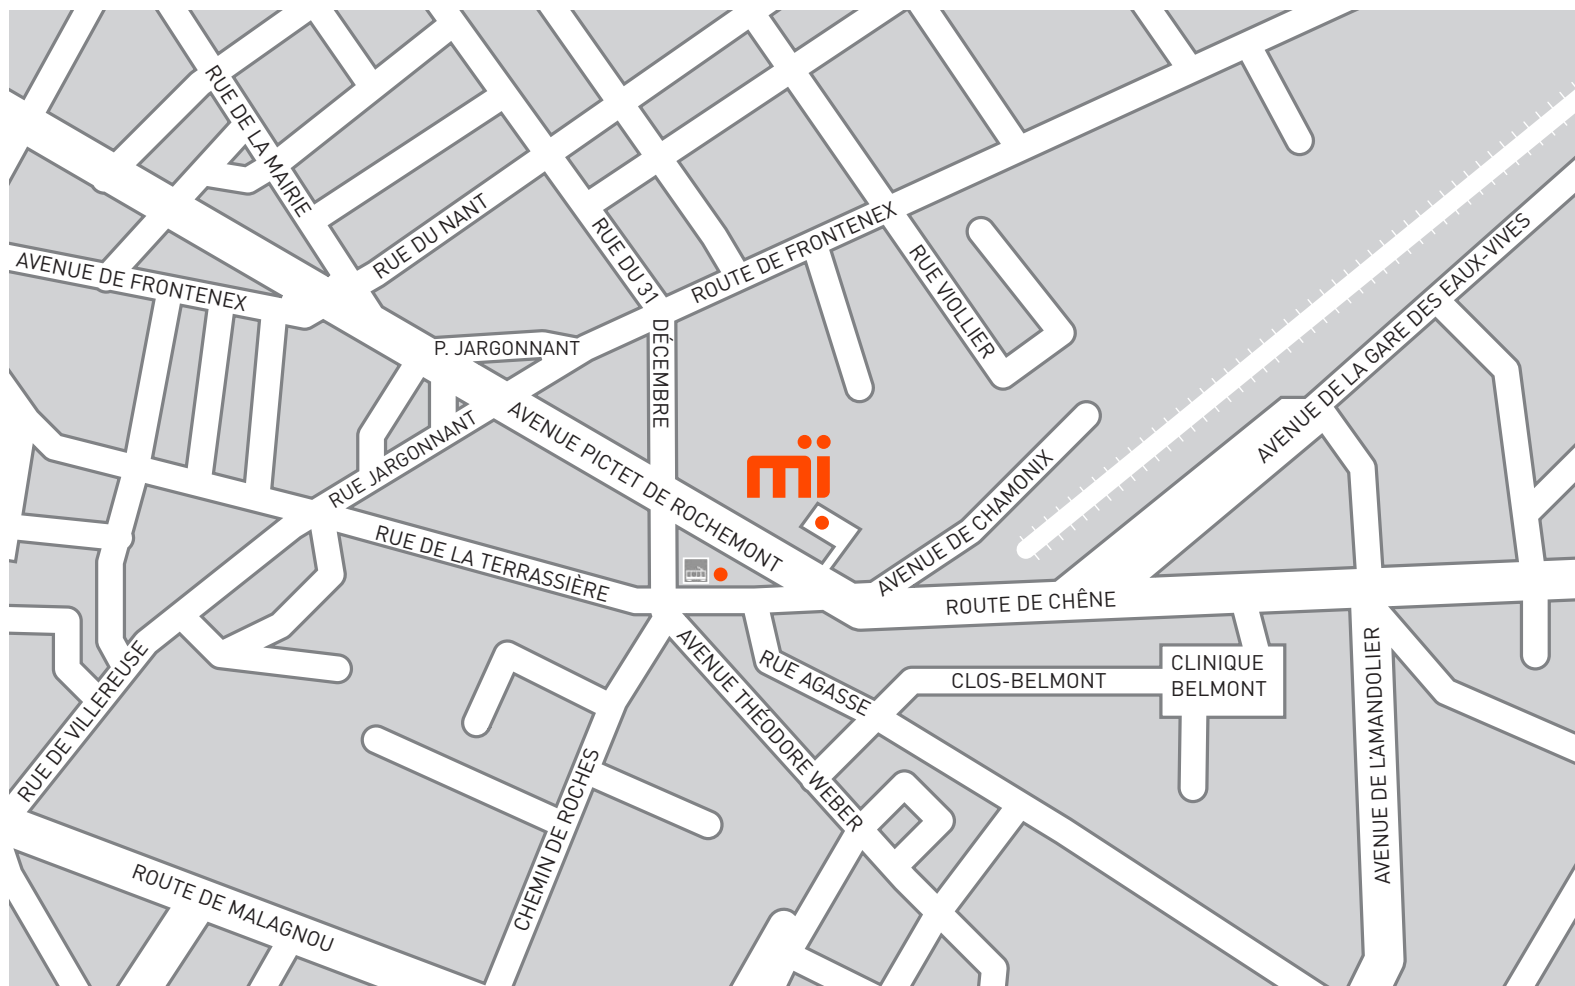 RUE DE LA MAIRIE
RUE DU NANT
AVENUE DE FRONTENEX
RUE DU 31
DÉCEMBRE
ROUTE DE FRONTENEX
RUE VIOLLIER
AVENUE DE LA GARE DES EAUX-VIVES
P. JARGONNANT
RUE JARGONNANT
AVENUE PICTET DE ROCHEMONT
mi
AVENUE DE CHAMONIX
RUE DE LA TERRASSIÈRE
ROUTE DE CHÊNE
RUE DE VILLEREUSE
AVENUE THÉODORE WEBER
RUE AGASSE
CLOS-BELMONT
CLINIQUE
BELMONT
AVENUE DE L'AMANDOLIER
CHEMIN DE ROCHES
ROUTE DE MALAGNOU